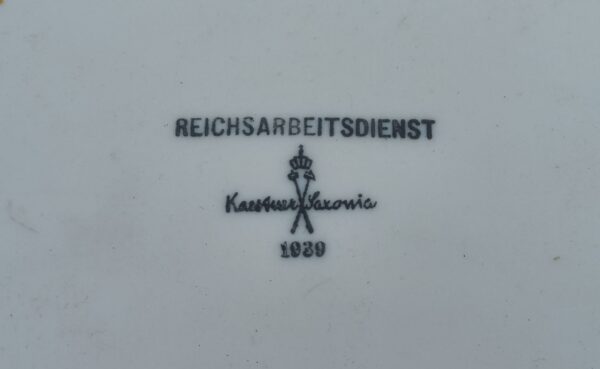 REICHSARBEITSDIENST
Kaestner Saxonia
1939